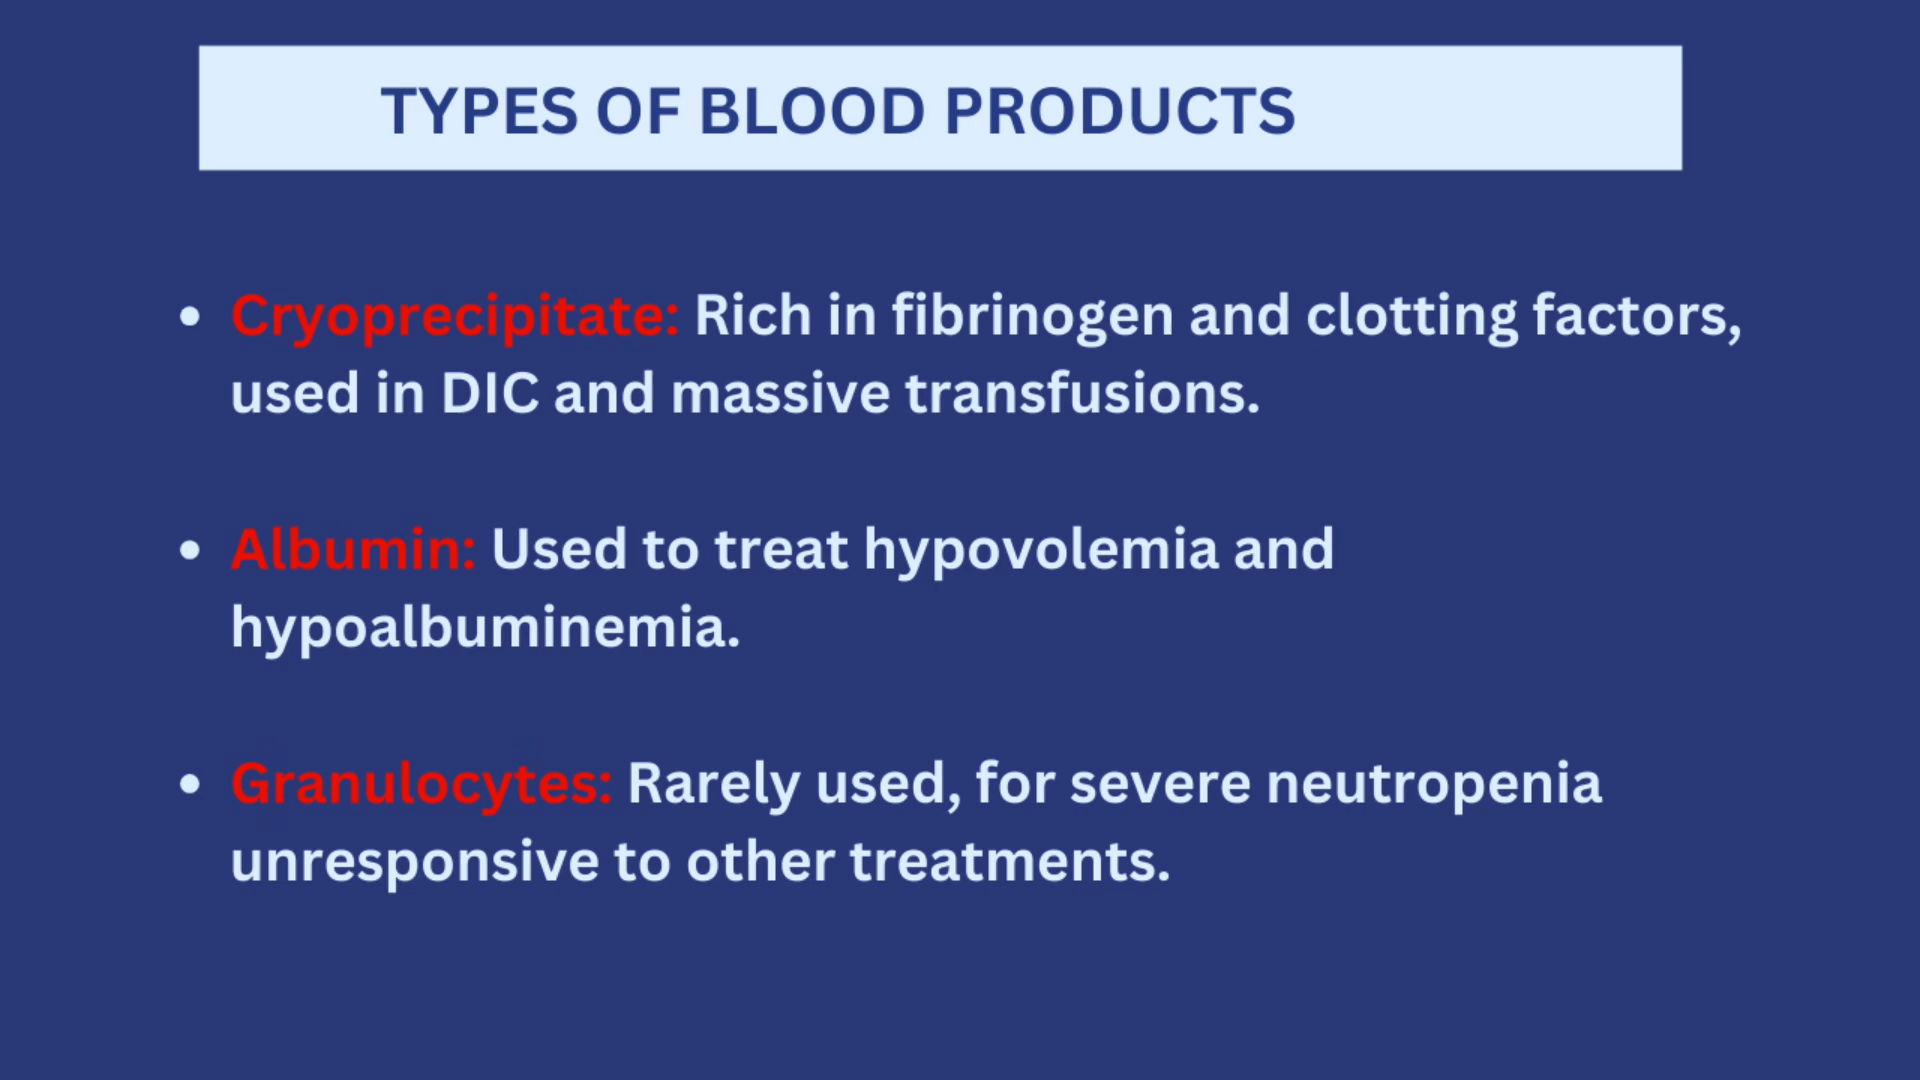 TYPES OF BLOOD PRODUCTS
• Cryoprecipitate: Rich in fibrinogen and clotting factors,
used in DIC and massive transfusions.
• Albumin: Used to treat hypovolemia and
hypoalbuminemia.
• Granulocytes: Rarely used, for severe neutropenia
unresponsive to other treatments.